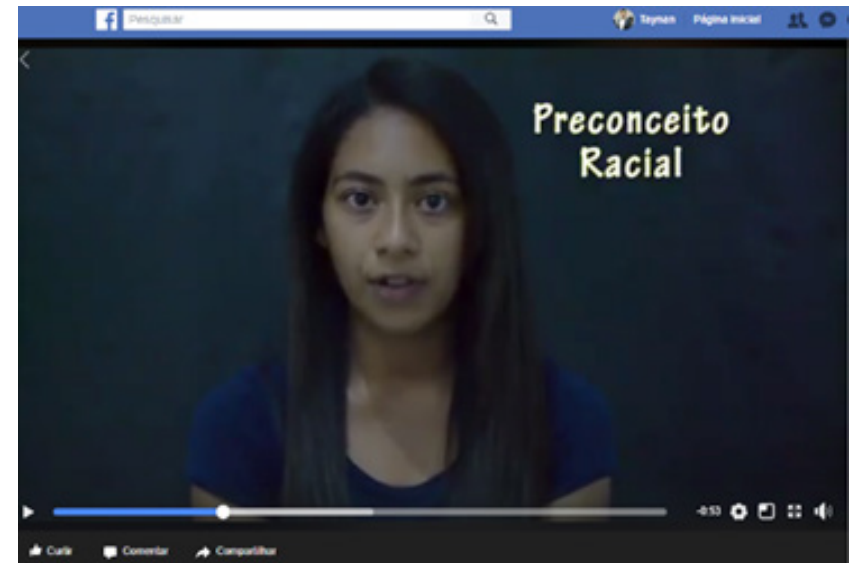 f
Pesquisar
Taynan Página inicial
Preconceito
Racial
-0:53
Curtir Comentar Compartilhar